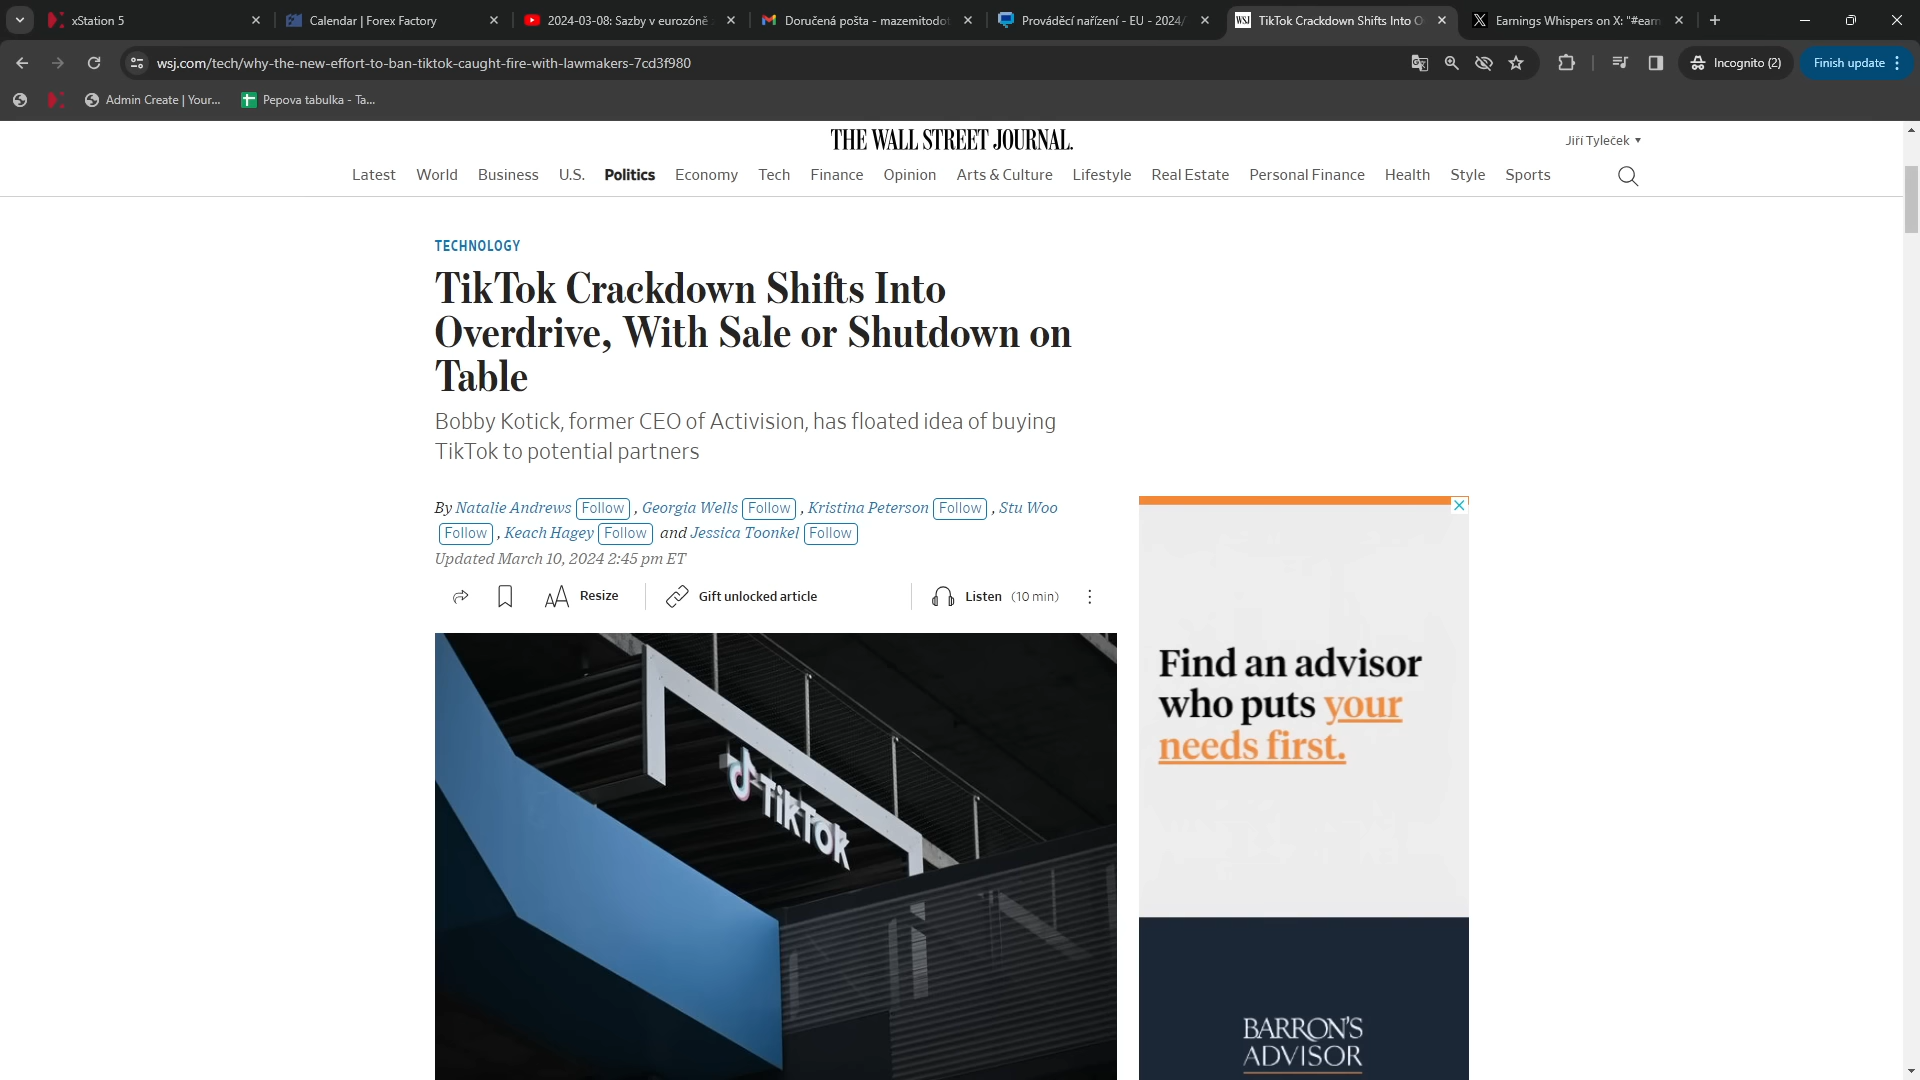 xStation 5
Calendar | Forex Factory
2024-03-08: Sazby v eurozóně
Doručená pošta - mazemitodo
Prováděcí nařízení - EU - 2024/
TikTok Crackdown Shifts Into O
Earnings Whispers on X: "#earn
wsj.com/tech/why-the-new-effort-to-ban-tiktok-caught-fire-with-lawmakers-7cd3f980
Incognito (2)
Finish update
Admin Create | Your...
Pepova tabulka - Ta...
THE WALL STREET JOURNAL.
Jiří Tyleček
Latest World Business U.S. Politics Economy Tech Finance Opinion Arts & Culture Lifestyle Real Estate Personal Finance Health Style Sports
TECHNOLOGY
TikTok Crackdown Shifts Into
Overdrive, With Sale or Shutdown on
Table
Bobby Kotick, former CEO of Activision, has floated idea of buying
TikTok to potential partners
By Natalie Andrews Follow , Georgia Wells Follow , Kristina Peterson Follow , Stu Woo
Follow , Keach Hagey Follow and Jessica Toonkel Follow
Updated March 10, 2024 2:45 pm ET
AA Resize
Gift unlocked article
Listen (10 min)
TikTok
Find an advisor
who puts your
needs first.
BARRON'S
ADVISOR